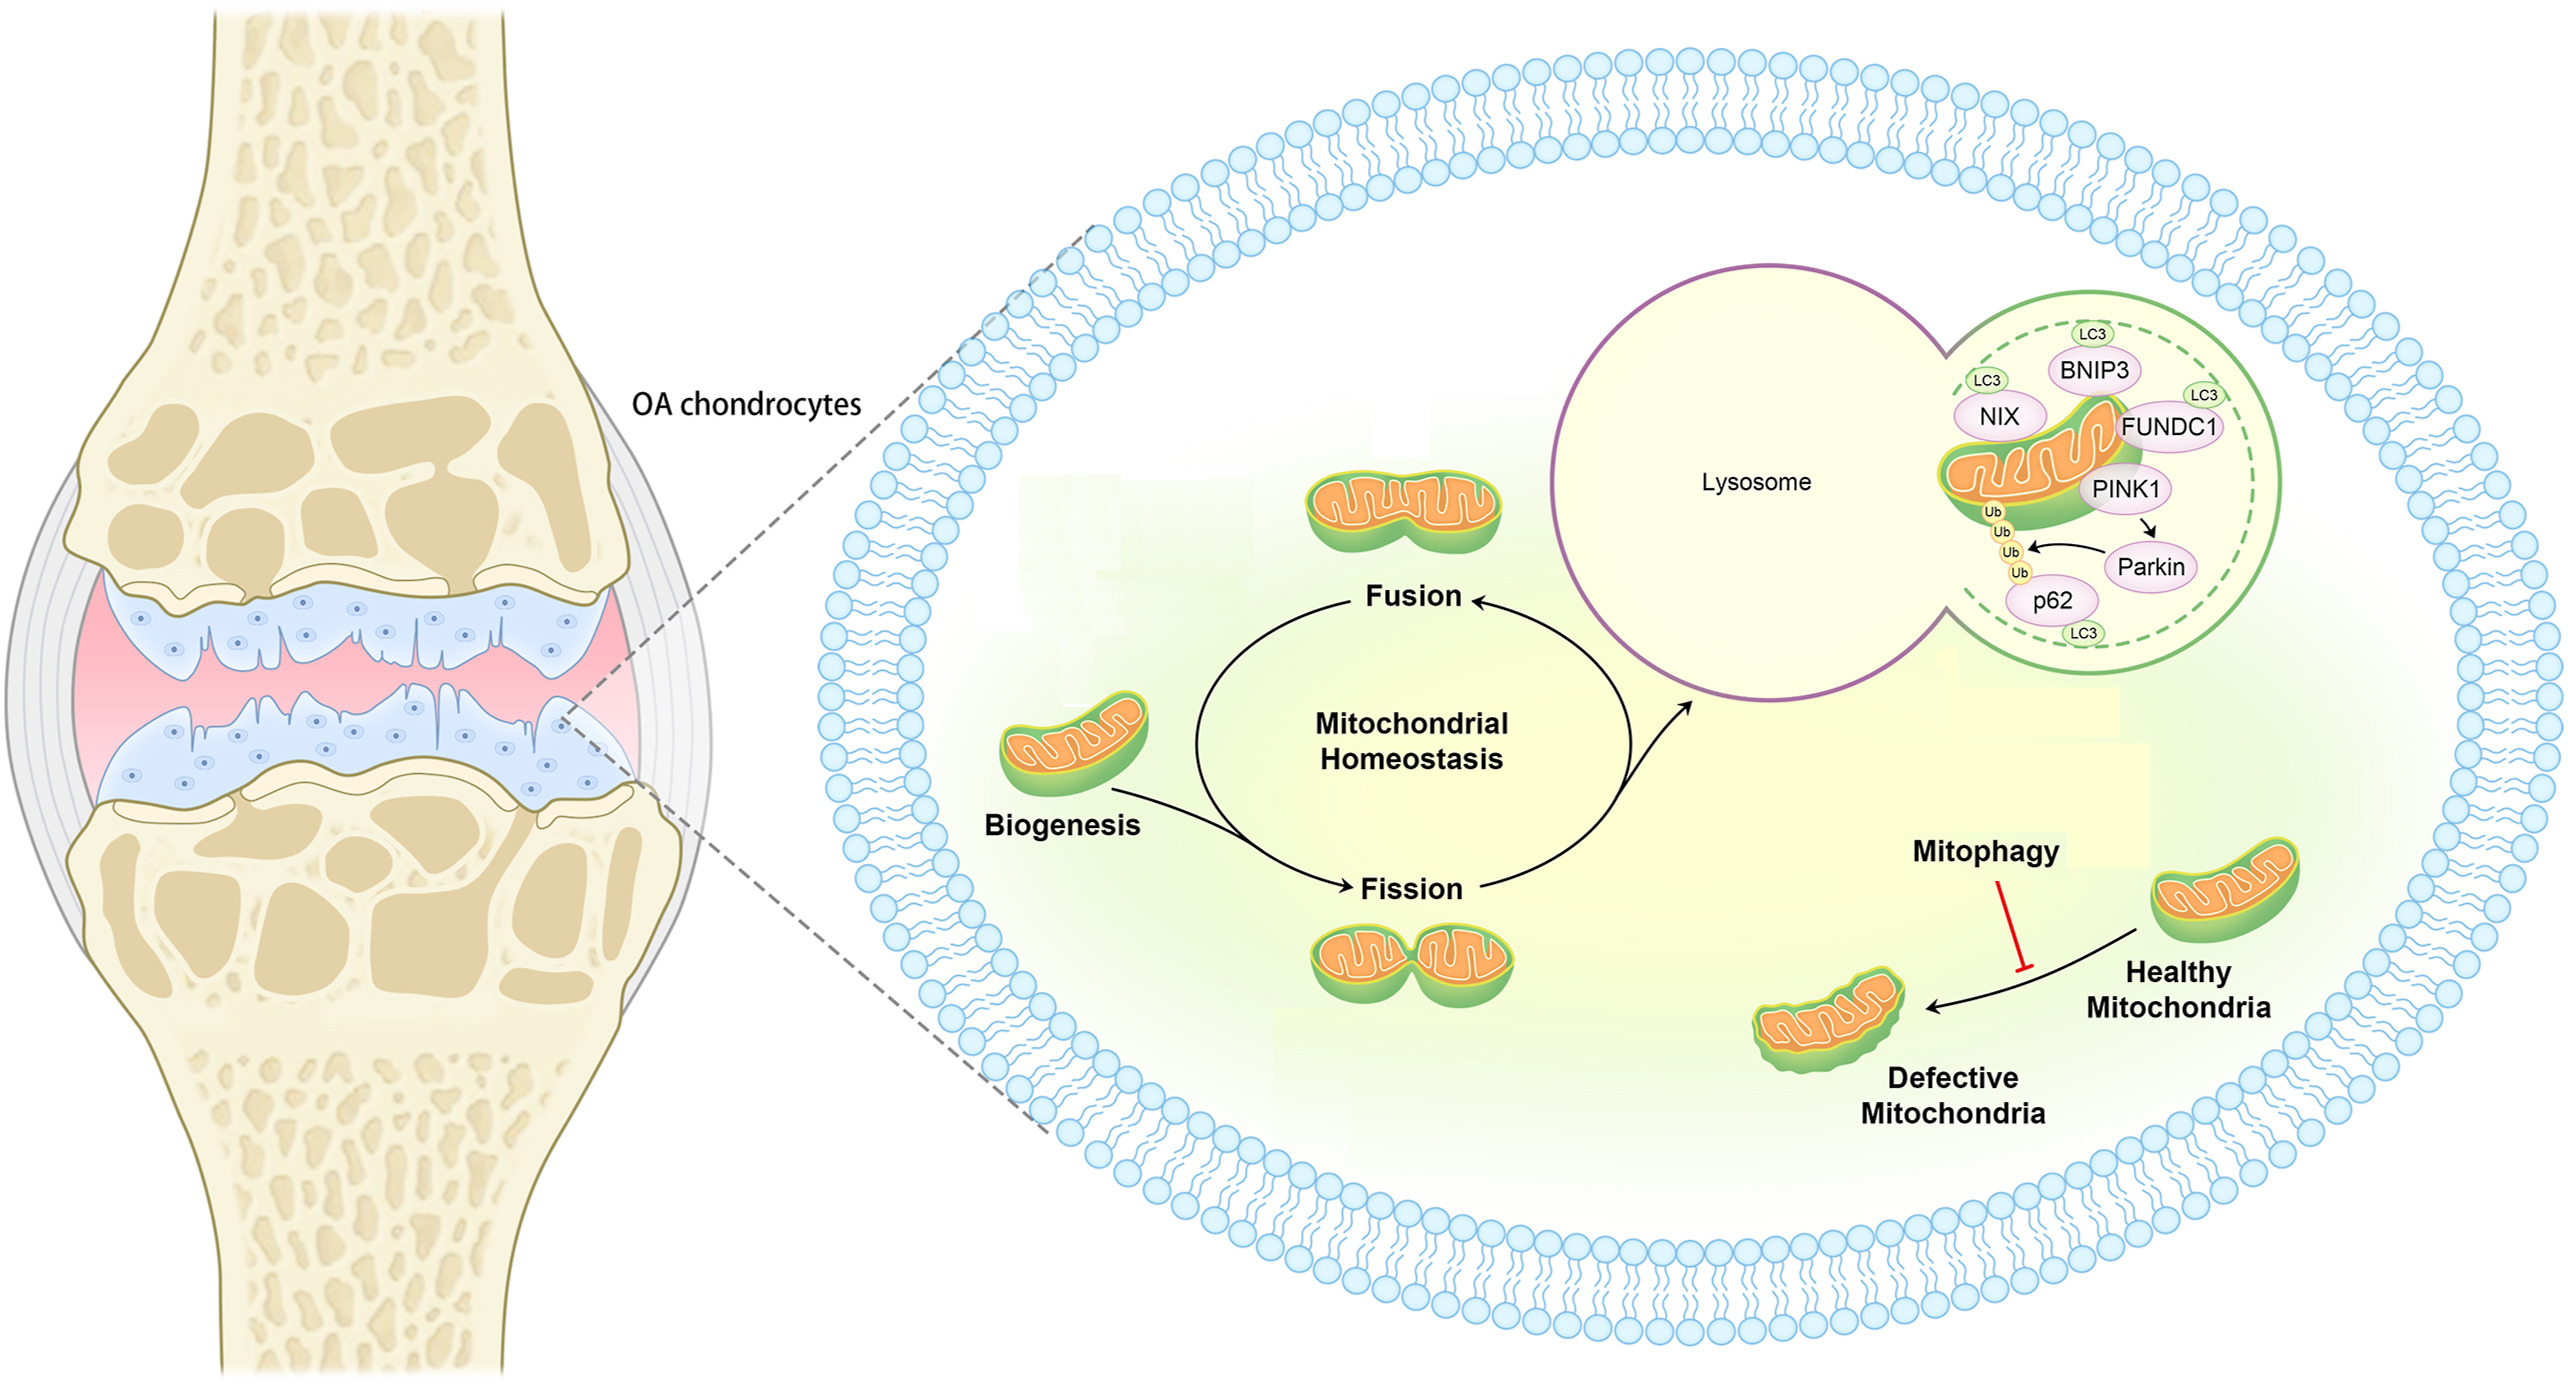 OA chondrocytes
LC3
BNIP3
LC3
NIX
LC3
FUNDC1
Lysosome
PINK1
Ub
Ub
Ub
Ub
Parkin
p62
LC3
Fusion
Mitochondrial
Homeostasis
Biogenesis
Fission
Mitophagy
Healthy
Mitochondria
Defective
Mitochondria